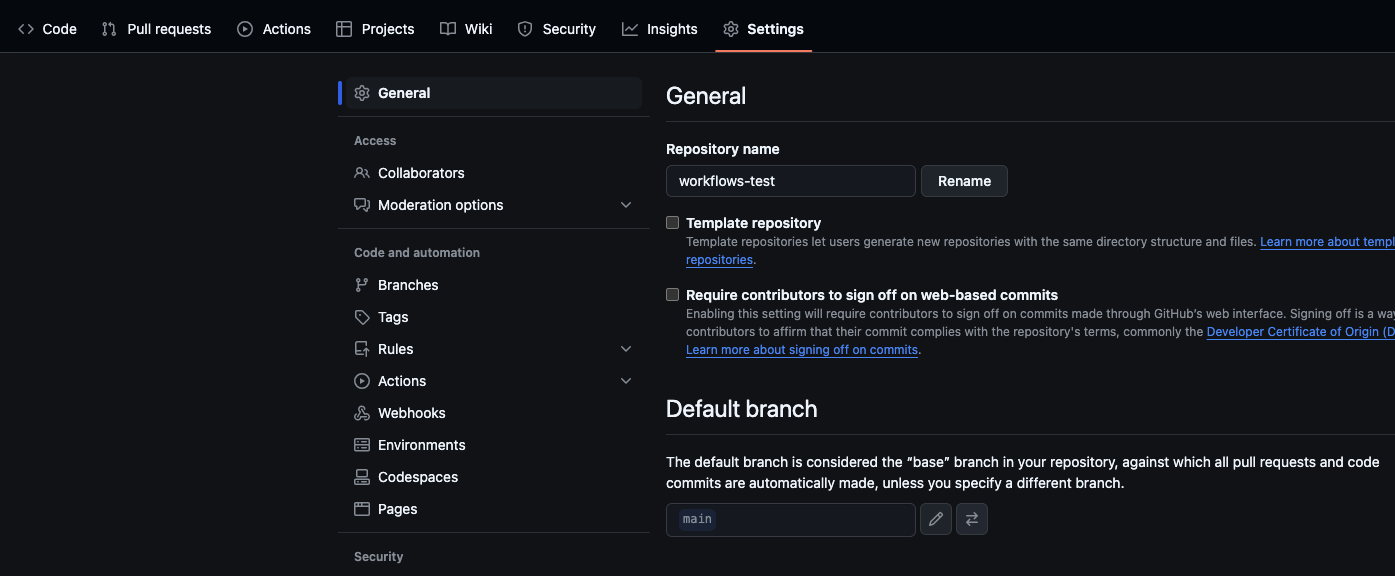 Code Pull requests Actions Projects Wiki Security Insights Settings
General
Access
Collaborators
Moderation options
Code and automation
Branches
Tags
Rules
Actions
Webhooks
Environments
Codespaces
Pages
Security
General
Repository name
workflows-test Rename
Template repository
Template repositories let users generate new repositories with the same directory structure and files. Learn more about
repositories.
Require contributors to sign off on web-based commits
Enabling this setting will require contributors to sign off on commits made through GitHub’s web interface. Signing off is a
contributors to affirm that their commit complies with the repository's terms, commonly the Developer Certificate of Origin
Learn more about signing off on commits.
Default branch
The default branch is considered the “base” branch in your repository, against which all pull requests and code
commits are automatically made, unless you specify a different branch.
main